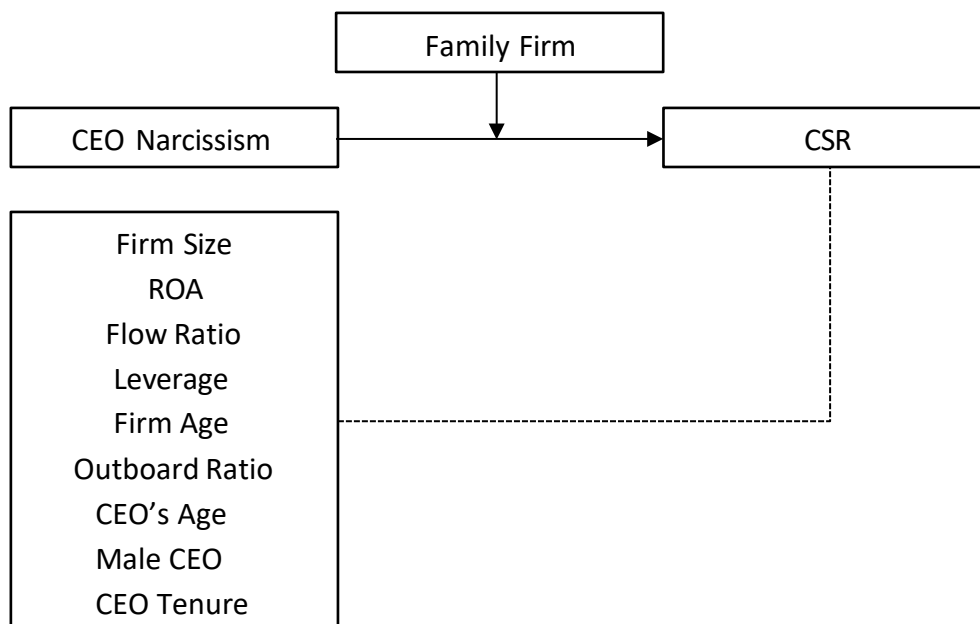 Family Firm
CEO Narcissism
CSR
Firm Size
ROA
Flow Ratio
Leverage
Firm Age
Outboard Ratio
CEO’s Age
Male CEO
CEO Tenure